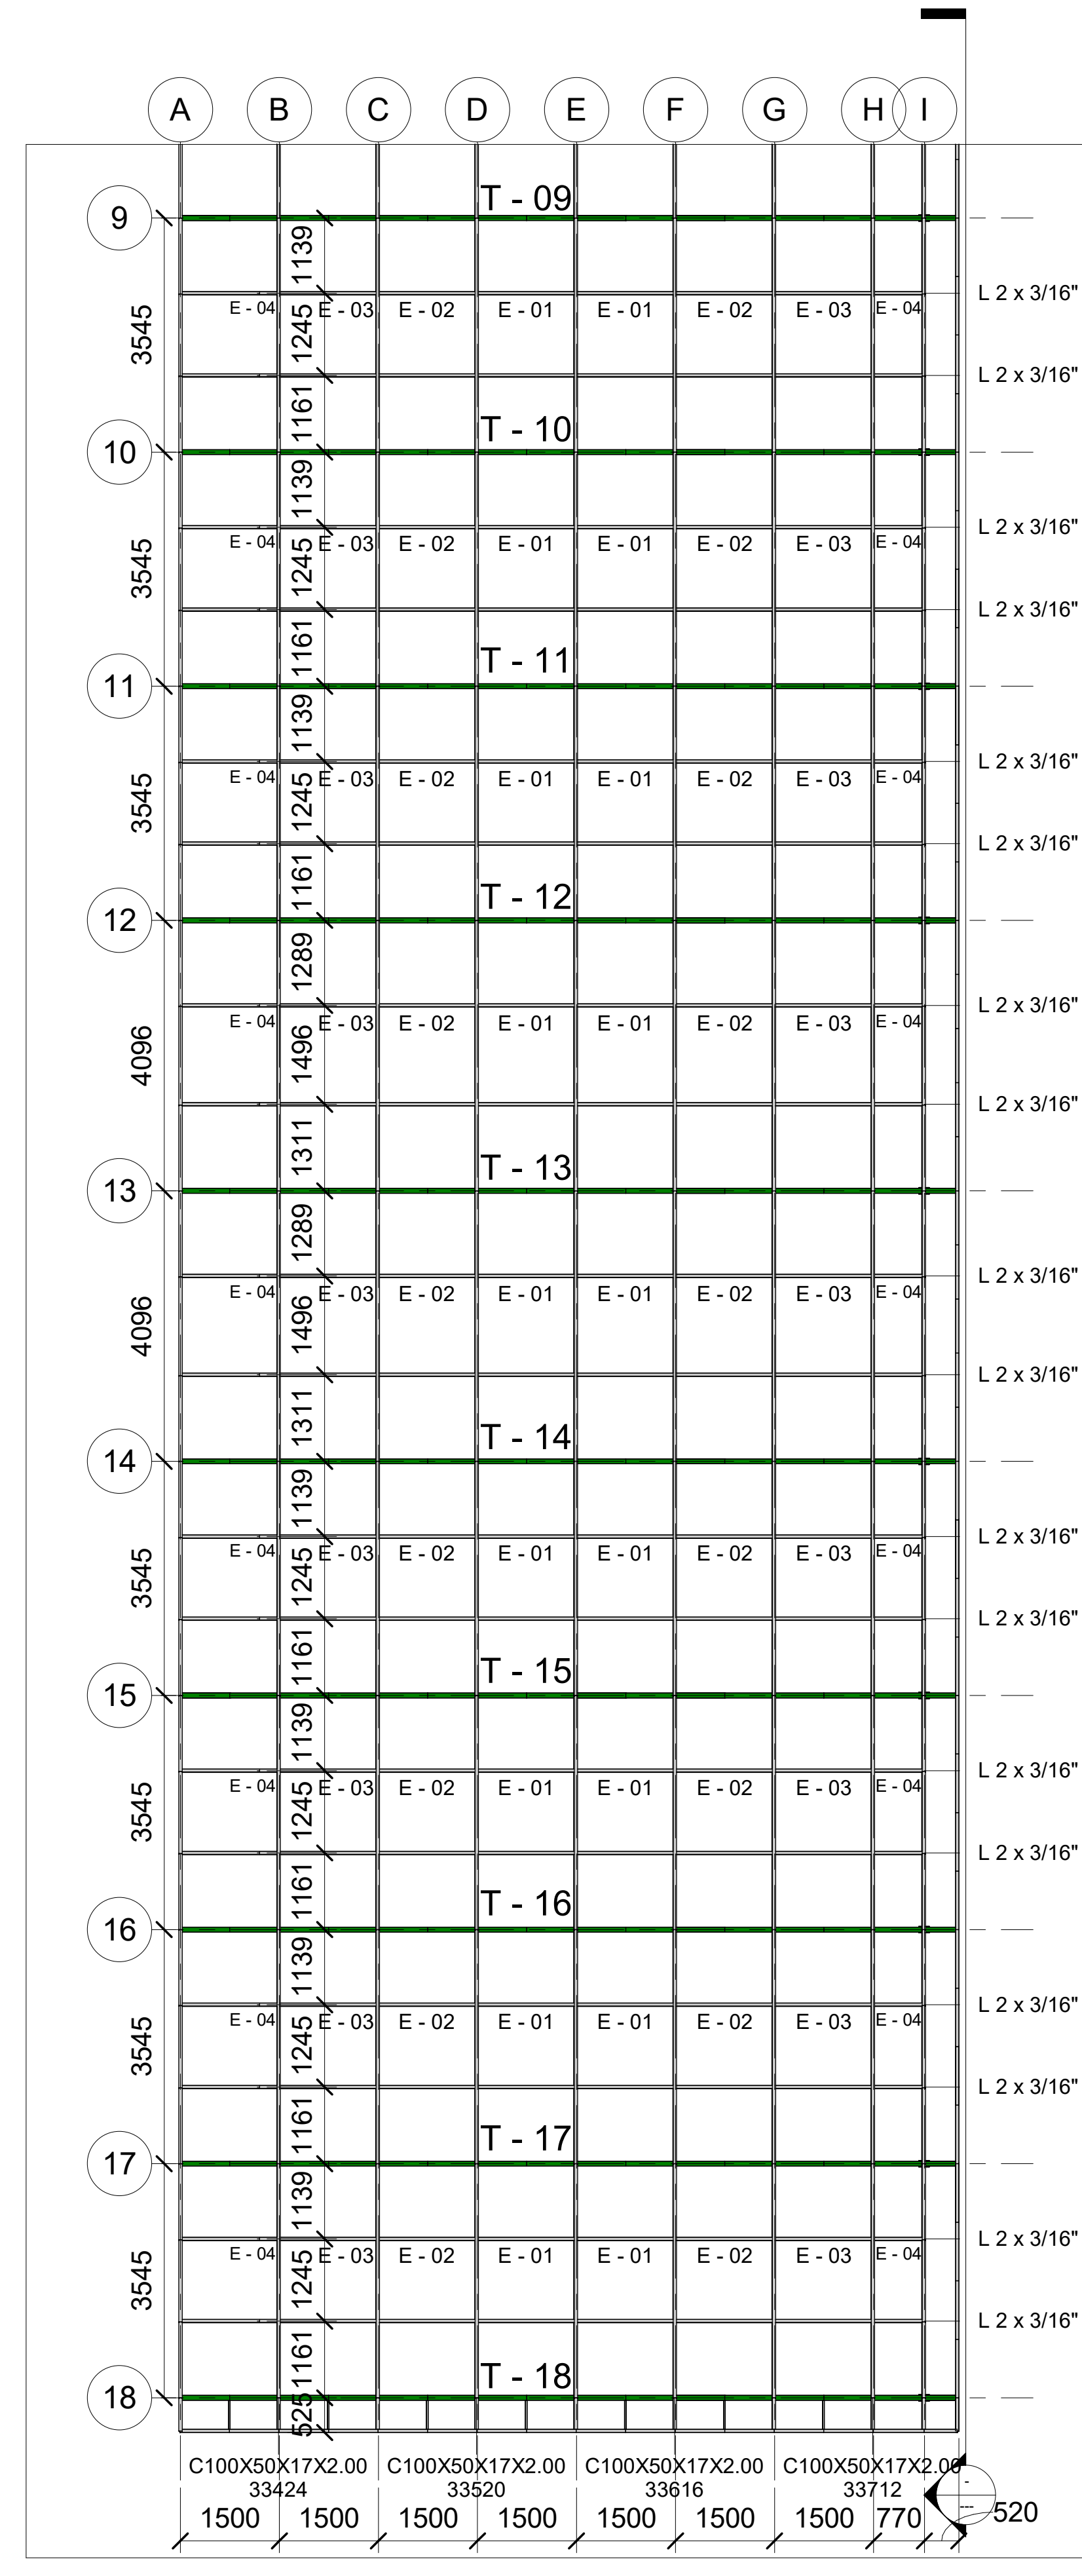 A B C D E F G H I
T - 09
9
1139
L 2 x 3/16"
E - 04 E - 03 E - 02 E - 01 E - 01 E - 02 E - 03 E - 04
3545
1245
L 2 x 3/16"
1161
T - 10
10
1139
L 2 x 3/16"
E - 04 E - 03 E - 02 E - 01 E - 01 E - 02 E - 03 E - 04
3545
1245
L 2 x 3/16"
1161
T - 11
11
1139
L 2 x 3/16"
E - 04 E - 03 E - 02 E - 01 E - 01 E - 02 E - 03 E - 04
3545
1245
L 2 x 3/16"
1161
T - 12
12
1289
L 2 x 3/16"
E - 04 E - 03 E - 02 E - 01 E - 01 E - 02 E - 03 E - 04
4096
1496
L 2 x 3/16"
1311
T - 13
13
1289
L 2 x 3/16"
E - 04 E - 03 E - 02 E - 01 E - 01 E - 02 E - 03 E - 04
4096
1496
L 2 x 3/16"
1311
T - 14
14
1139
L 2 x 3/16"
E - 04 E - 03 E - 02 E - 01 E - 01 E - 02 E - 03 E - 04
3545
1245
L 2 x 3/16"
1161
T - 15
15
1139
L 2 x 3/16"
E - 04 E - 03 E - 02 E - 01 E - 01 E - 02 E - 03 E - 04
3545
1245
L 2 x 3/16"
1161
T - 16
16
1139
L 2 x 3/16"
E - 04 E - 03 E - 02 E - 01 E - 01 E - 02 E - 03 E - 04
3545
1245
L 2 x 3/16"
1161
T - 17
17
1139
L 2 x 3/16"
E - 04 E - 03 E - 02 E - 01 E - 01 E - 02 E - 03 E - 04
3545
1245
L 2 x 3/16"
1161
T - 18
18
525
C100X50X17X2.00 C100X50X17X2.00 C100X50X17X2.00 C100X50X17X2.00
33424 33520 33616 33712
-
---
1500 1500 1500 1500 1500 1500 1500 770 520